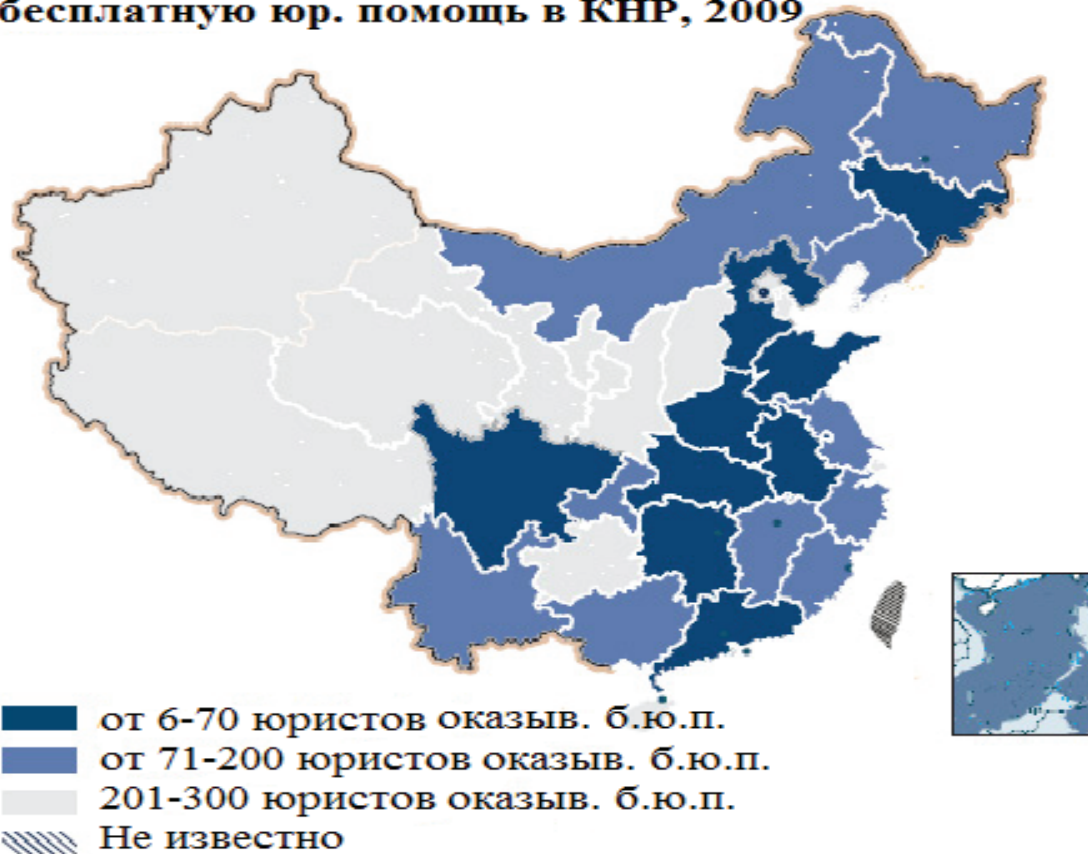 бесплатную юр. помощь в КНР, 2009
от 6-70 юристов оказыв. б.ю.п.
от 71-200 юристов оказыв. б.ю.п.
201-300 юристов оказыв. б.ю.п.
Не известно